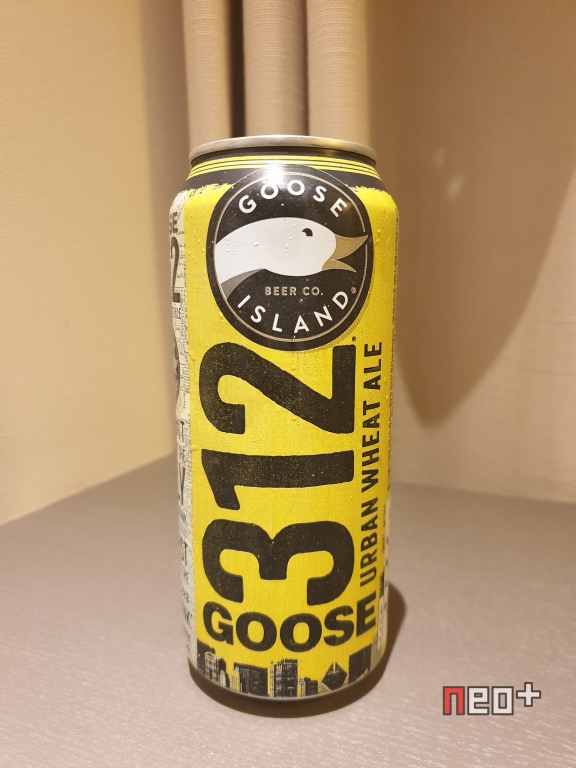 GOOSE
BEER CO.
ISLAND®
312®
URBAN WHEAT ALE
GOOSE
neo+